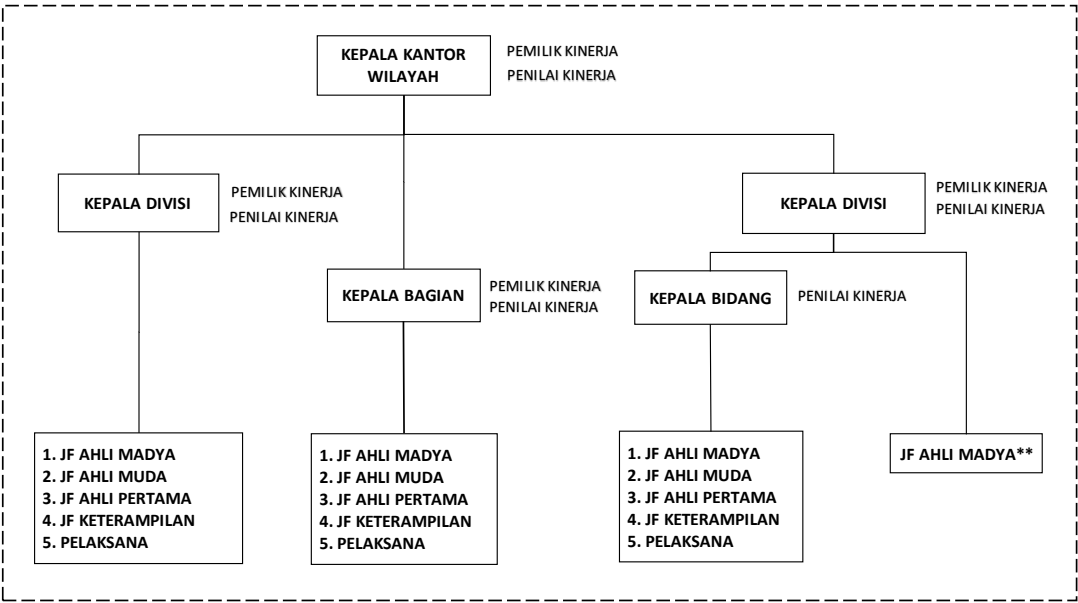 KEPALA KANTOR
WILAYAH
PEMILIK KINERJA
PENILAI KINERJA
KEPALA DIVISI
PEMILIK KINERJA
PENILAI KINERJA
KEPALA DIVISI
PEMILIK KINERJA
PENILAI KINERJA
KEPALA BAGIAN
PEMILIK KINERJA
PENILAI KINERJA
KEPALA BIDANG
PENILAI KINERJA
1. JF AHLI MADYA
2. JF AHLI MUDA
3. JF AHLI PERTAMA
4. JF KETERAMPILAN
5. PELAKSANA
1. JF AHLI MADYA
2. JF AHLI MUDA
3. JF AHLI PERTAMA
4. JF KETERAMPILAN
5. PELAKSANA
1. JF AHLI MADYA
2. JF AHLI MUDA
3. JF AHLI PERTAMA
4. JF KETERAMPILAN
5. PELAKSANA
JF AHLI MADYA**